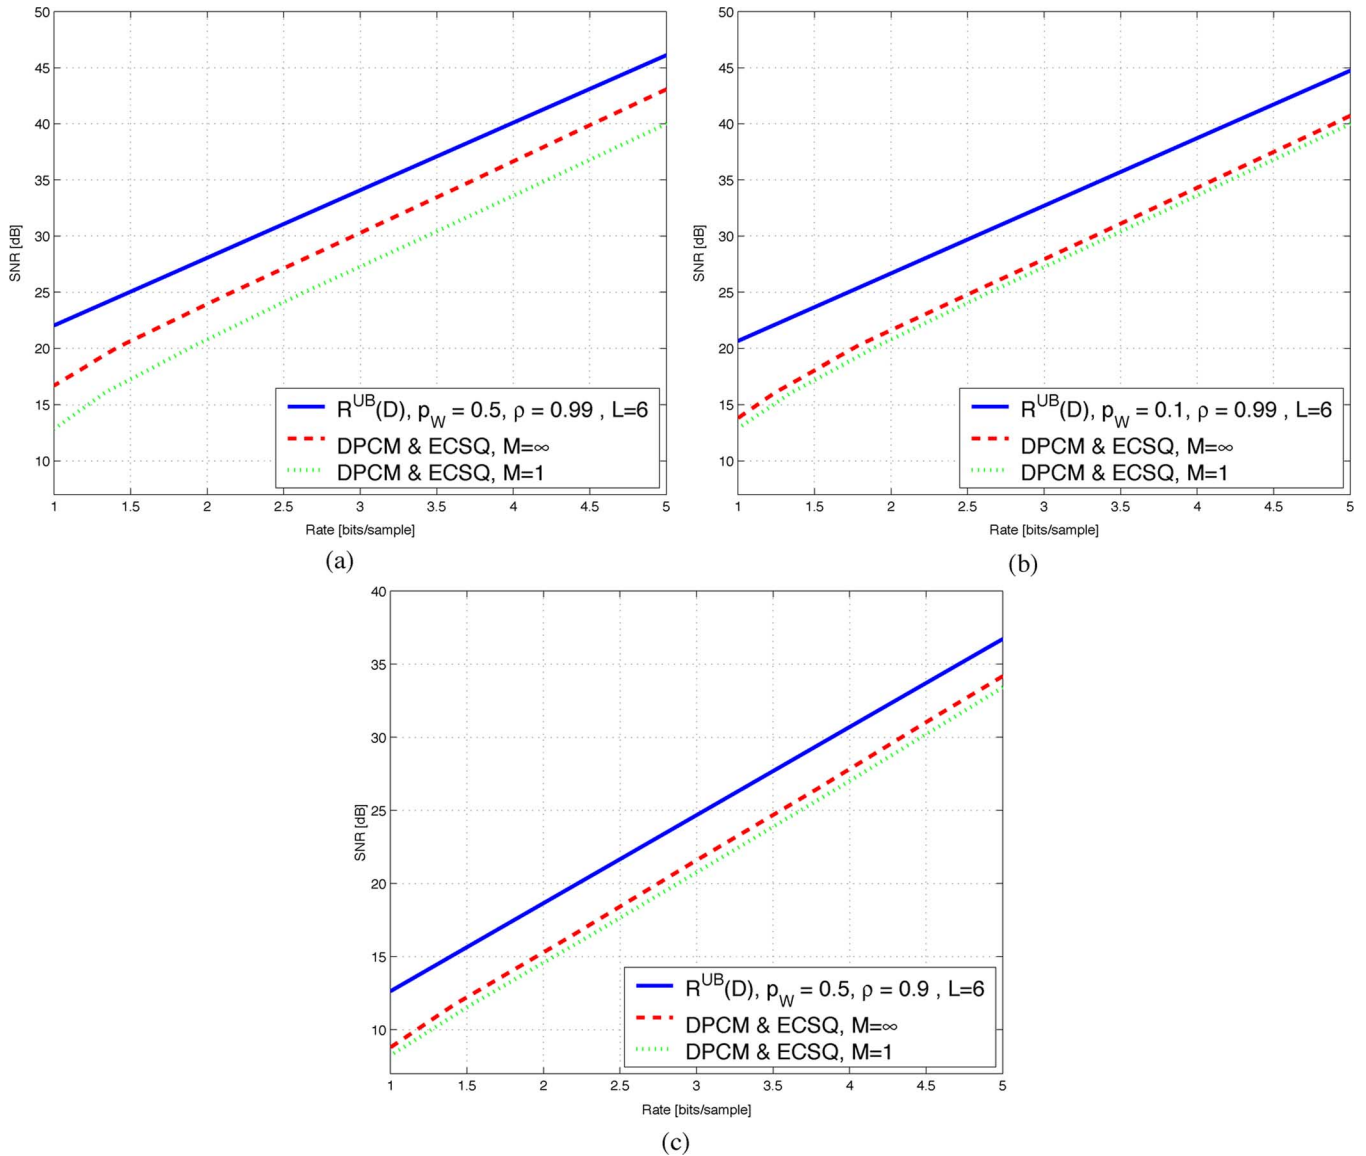 50
45
40
35
30
25
20
15
10
SNR [dB]
R^UB(D), p_W = 0.5, ρ = 0.99 , L=6
DPCM & ECSQ, M=∞
DPCM & ECSQ, M=1
1 1.5 2 2.5 3 3.5 4 4.5 5
Rate [bits/sample]
(a)
50
45
40
35
30
25
20
15
10
SNR [dB]
R^UB(D), p_W = 0.1, ρ = 0.99 , L=6
DPCM & ECSQ, M=∞
DPCM & ECSQ, M=1
1 1.5 2 2.5 3 3.5 4 4.5 5
Rate [bits/sample]
(b)
40
35
30
25
20
15
10
SNR [dB]
R^UB(D), p_W = 0.5, ρ = 0.9 , L=6
DPCM & ECSQ, M=∞
DPCM & ECSQ, M=1
1 1.5 2 2.5 3 3.5 4 4.5 5
Rate [bits/sample]
(c)